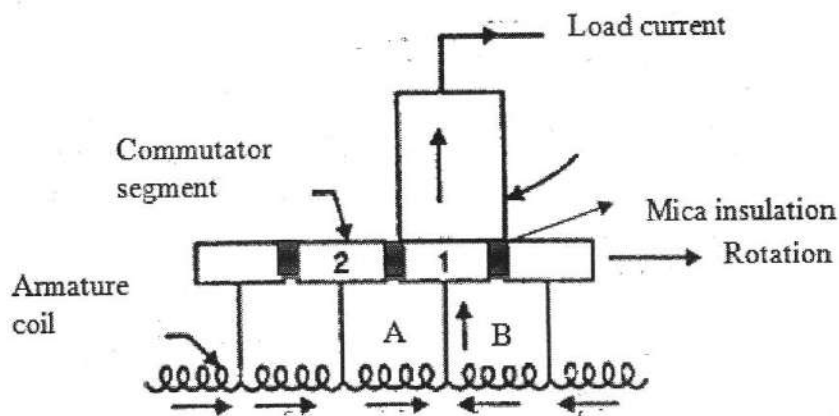 Load current
Commutator
segment
Mica insulation
2
1
Rotation
Armature
coil
A
B